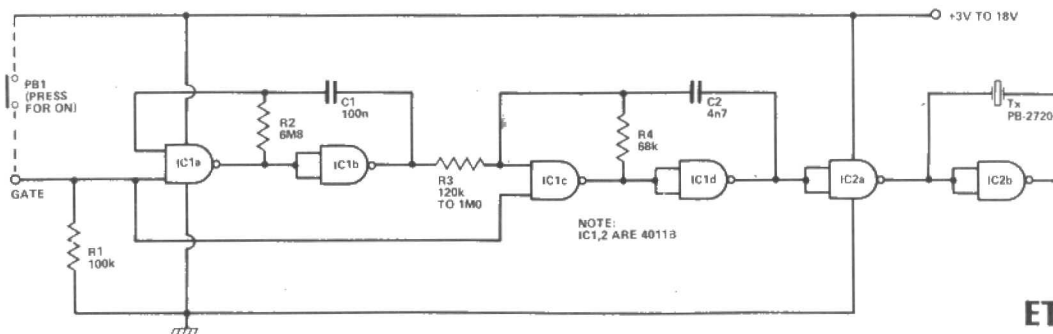 +3V TO 18V
PB1
(PRESS
FOR ON)
C1
100n
R2
6M8
IC1a
IC1b
GATE
R1
100k
R3
120k
TO 1M0
C2
4n7
R4
68k
IC1c
IC1d
NOTE:
IC1,2 ARE 4011B
IC2a
Tx
PB-2720
IC2b
ET